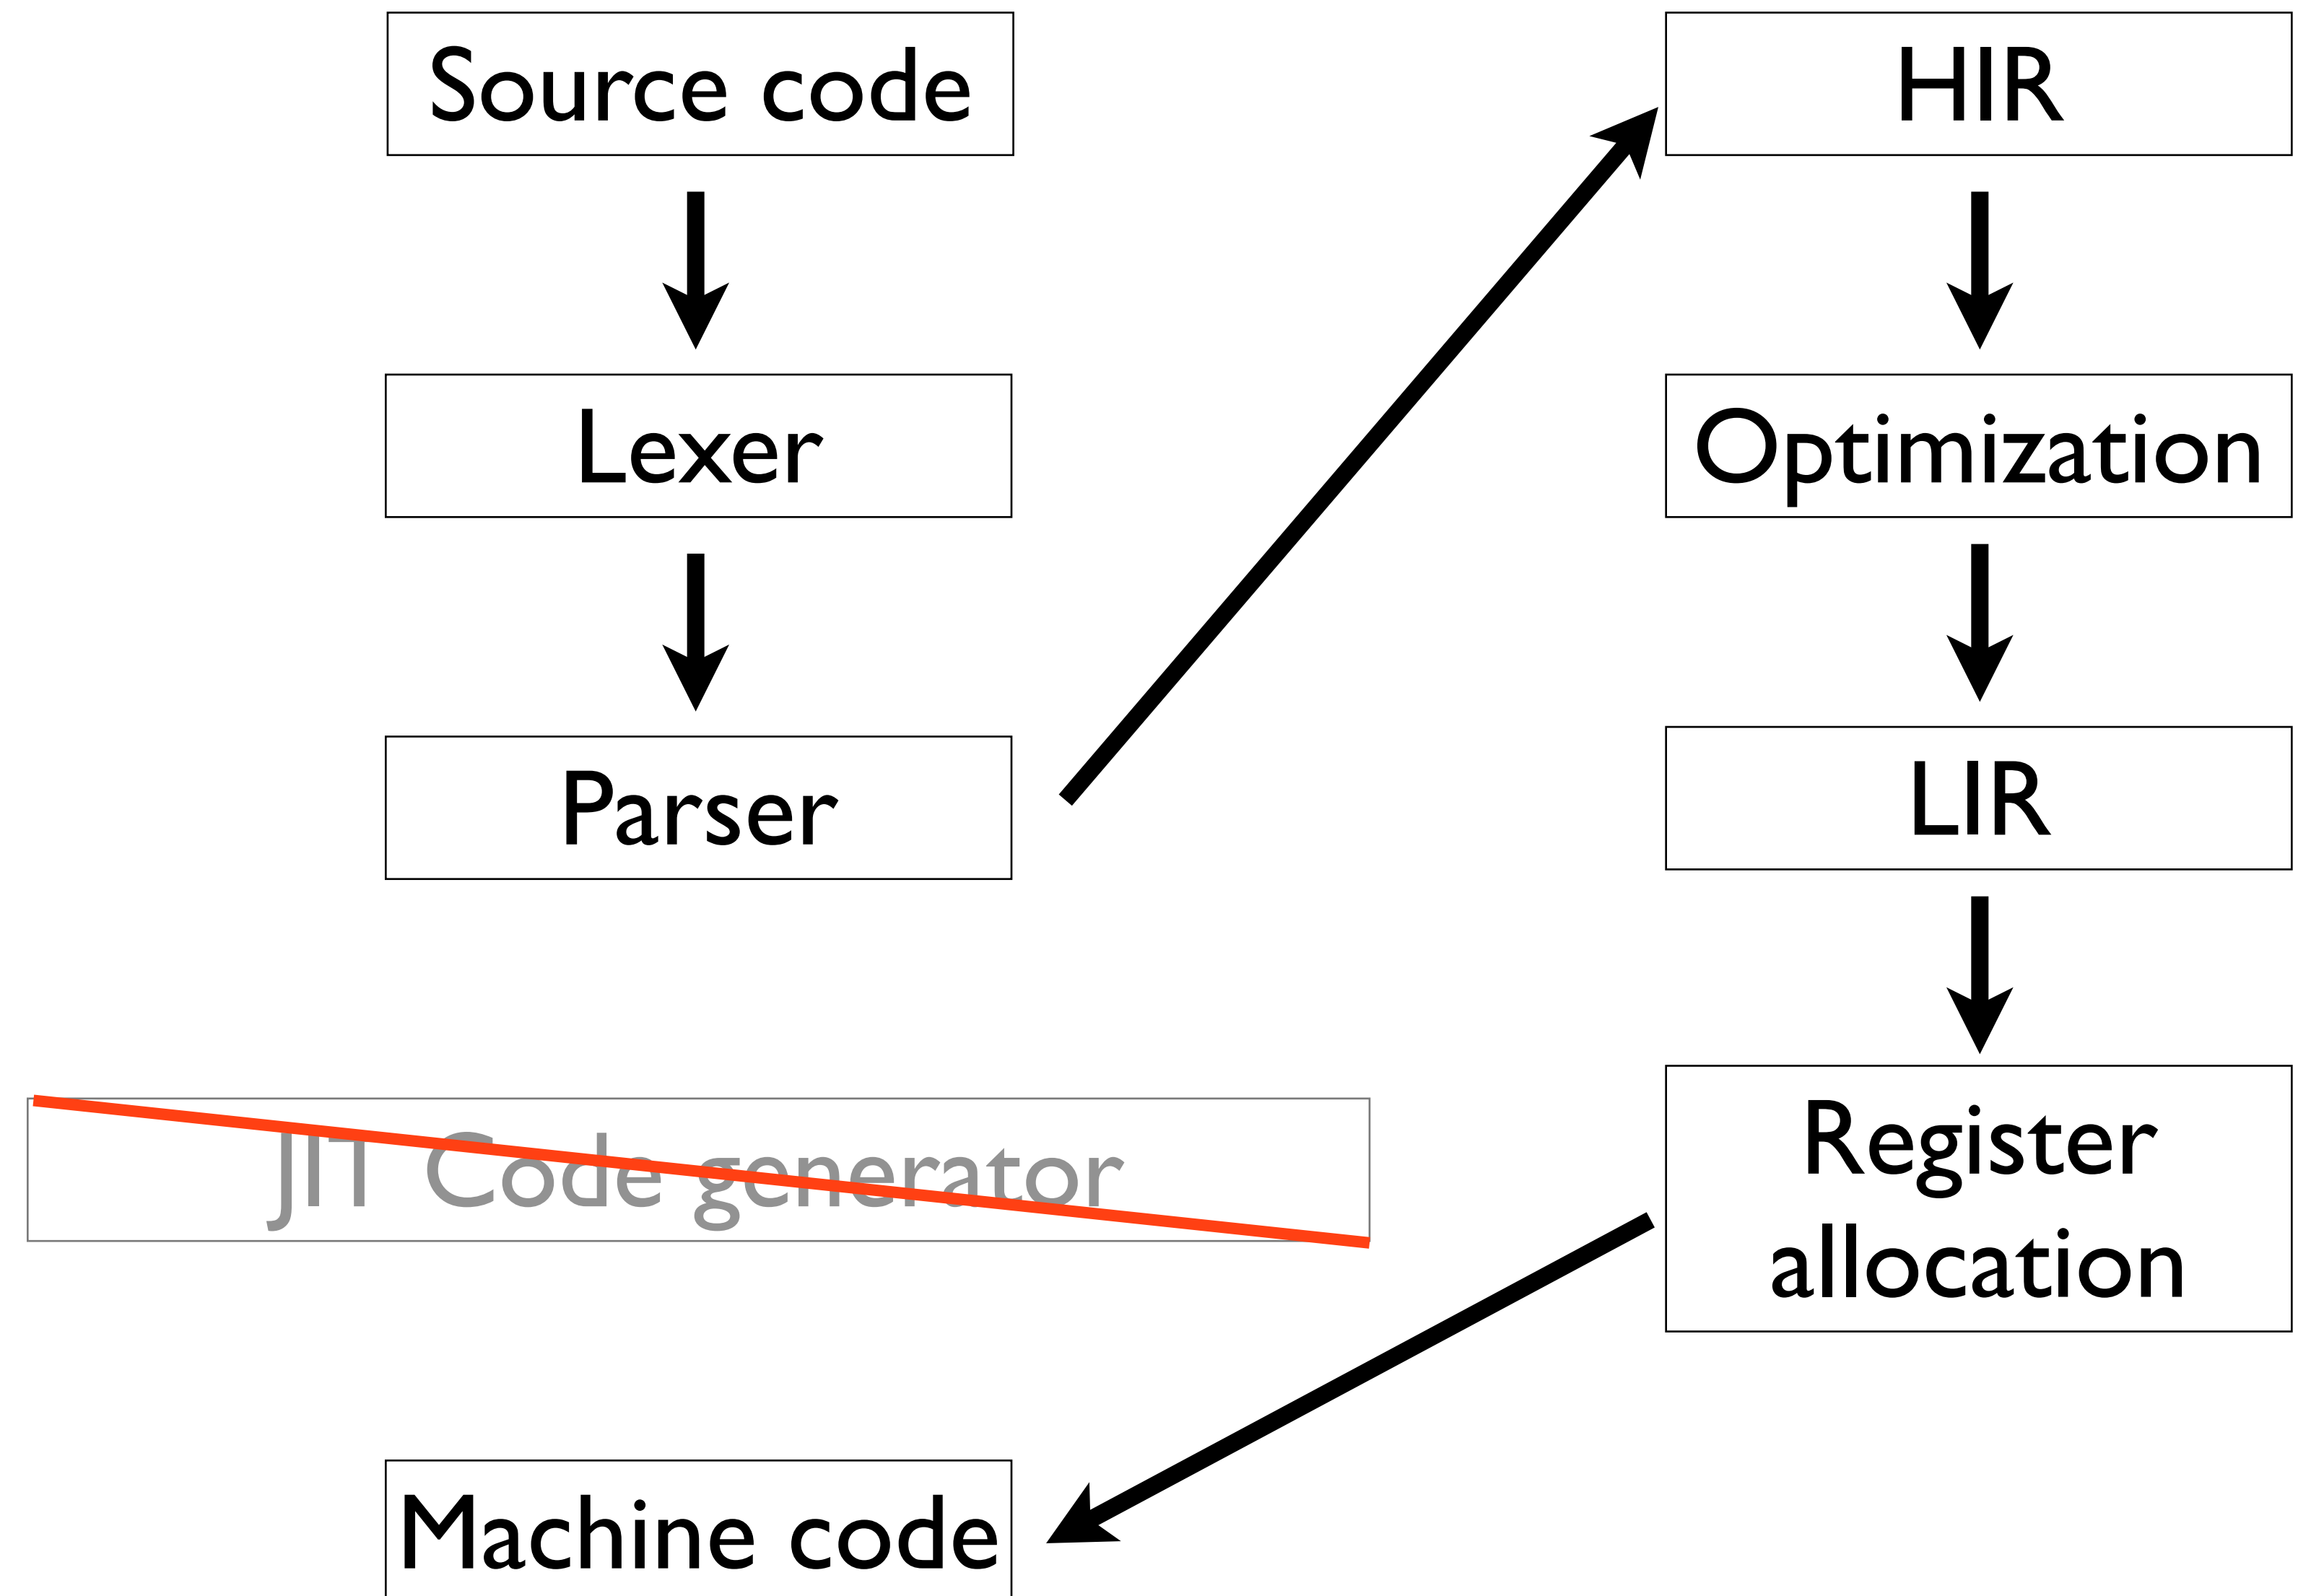 Source code
Lexer
Parser
JIT Code generator
Machine code
HIR
Optimization
LIR
Register
allocation